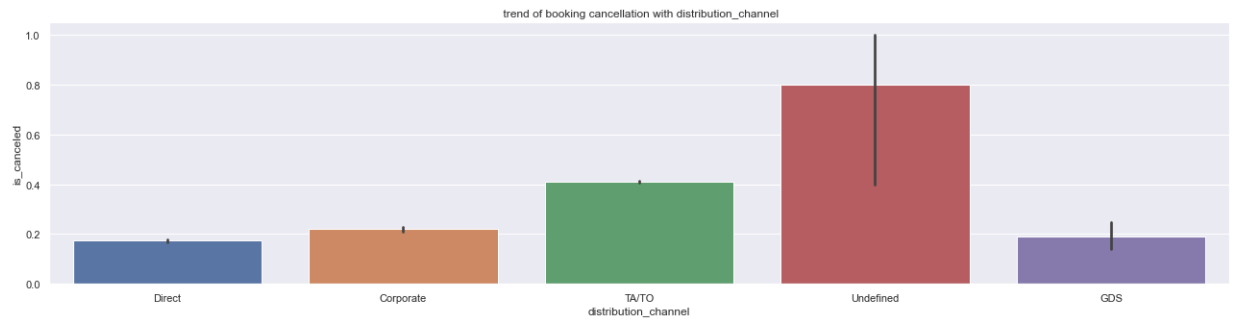 trend of booking cancellation with distribution_channel
1.0
0.8
0.6
0.4
0.2
0.0
is_canceled
Direct
Corporate
TA/TO
Undefined
GDS
distribution_channel